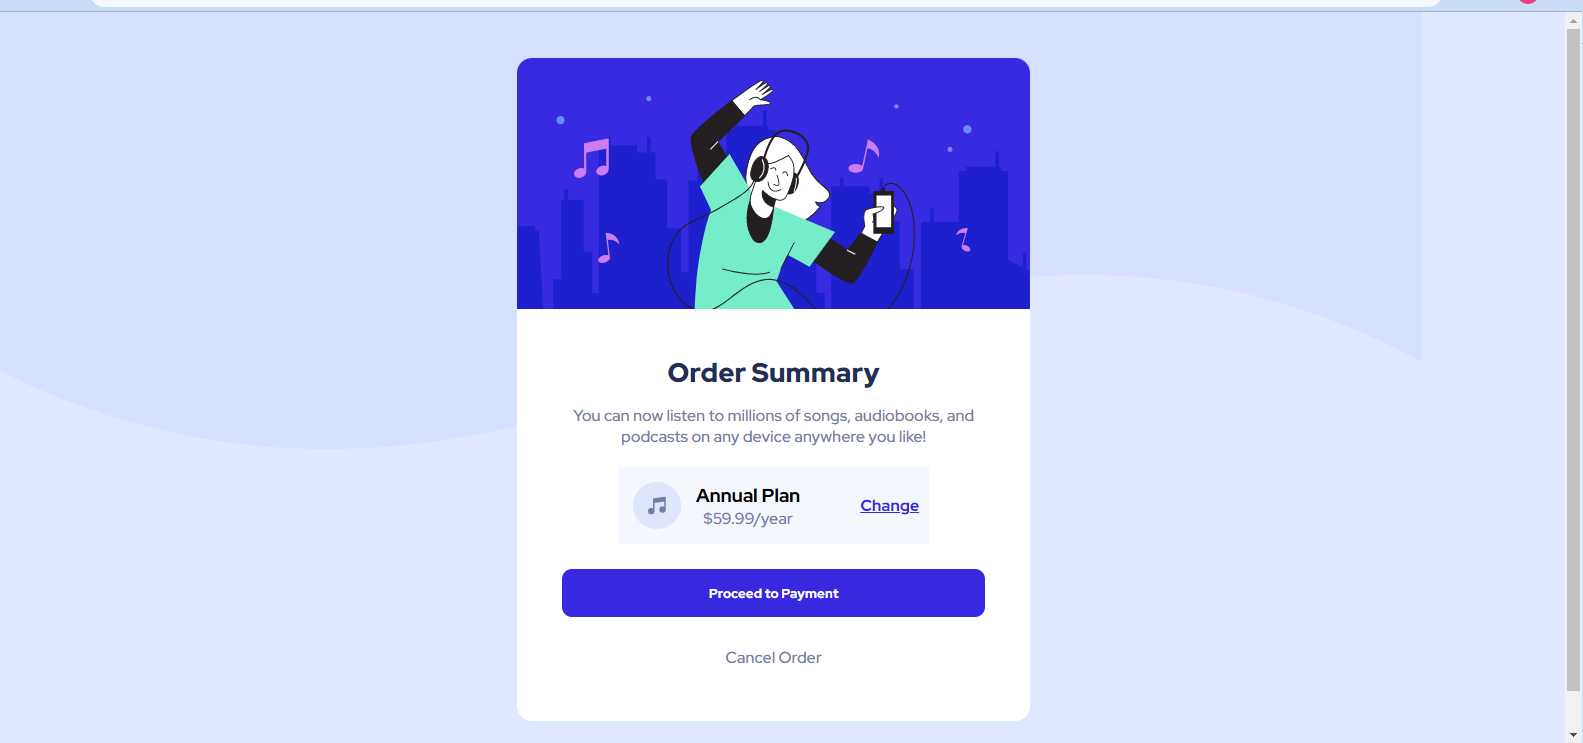 Order Summary
You can now listen to millions of songs, audiobooks, and
podcasts on any device anywhere you like!
Annual Plan
$59.99/year
Change
Proceed to Payment
Cancel Order